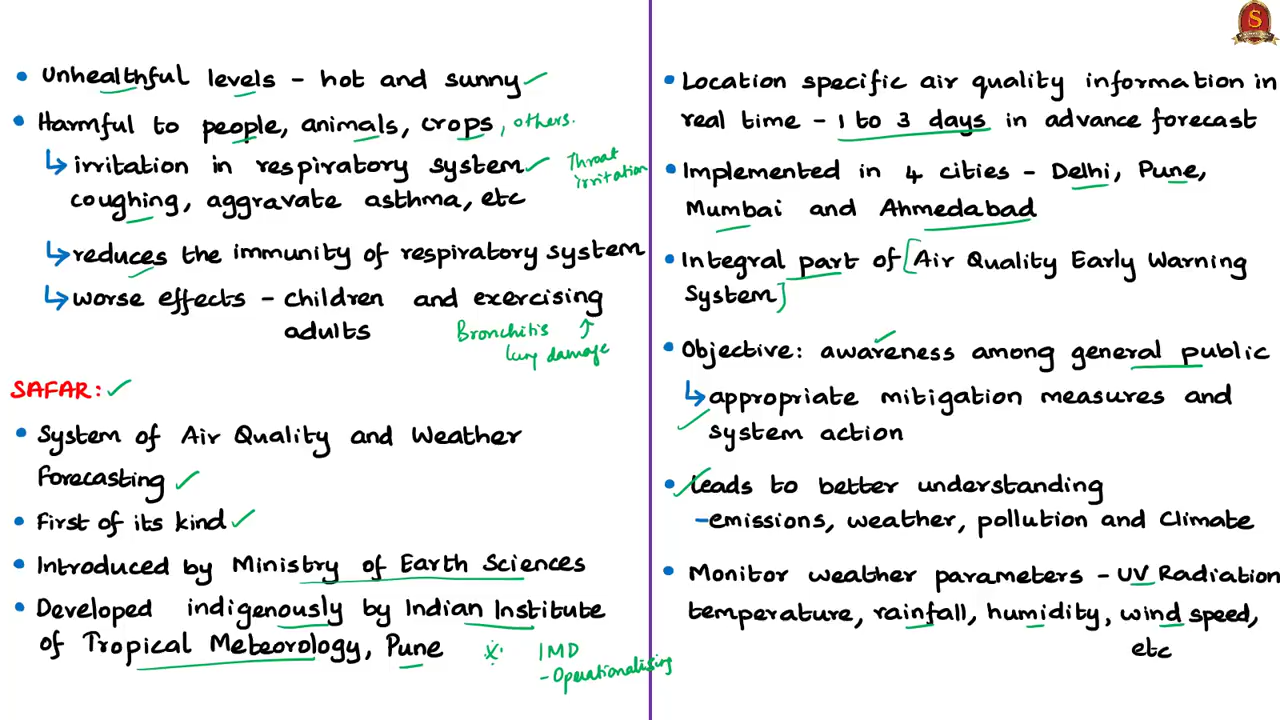 • Unhealthful levels – hot and sunny ✓
• Harmful to people, animals, crops, others.
↳ irritation in respiratory system ✓ Throat irritation
coughing, aggravate asthma, etc
↳ reduces the immunity of respiratory system
↳ worse effects – children and exercising
adults
Bronchitis ↑
lung damage
SAFAR: ✓
• System of Air Quality and Weather
Forecasting ✓
• First of its kind ✓
• Introduced by Ministry of Earth Sciences
• Developed indigenously by Indian Institute
of Tropical Meteorology, Pune
IMD
- Operationalising
• Location specific air quality information in
real time – 1 to 3 days in advance forecast
• Implemented in 4 cities – Delhi, Pune,
Mumbai and Ahmedabad
• Integral part of [Air Quality Early Warning
System]
• Objective: awareness among general public
↳ appropriate mitigation measures and
system action
• Leads to better understanding
– emissions, weather, pollution and Climate
• Monitor weather parameters – UV Radiation
temperature, rainfall, humidity, wind speed,
etc